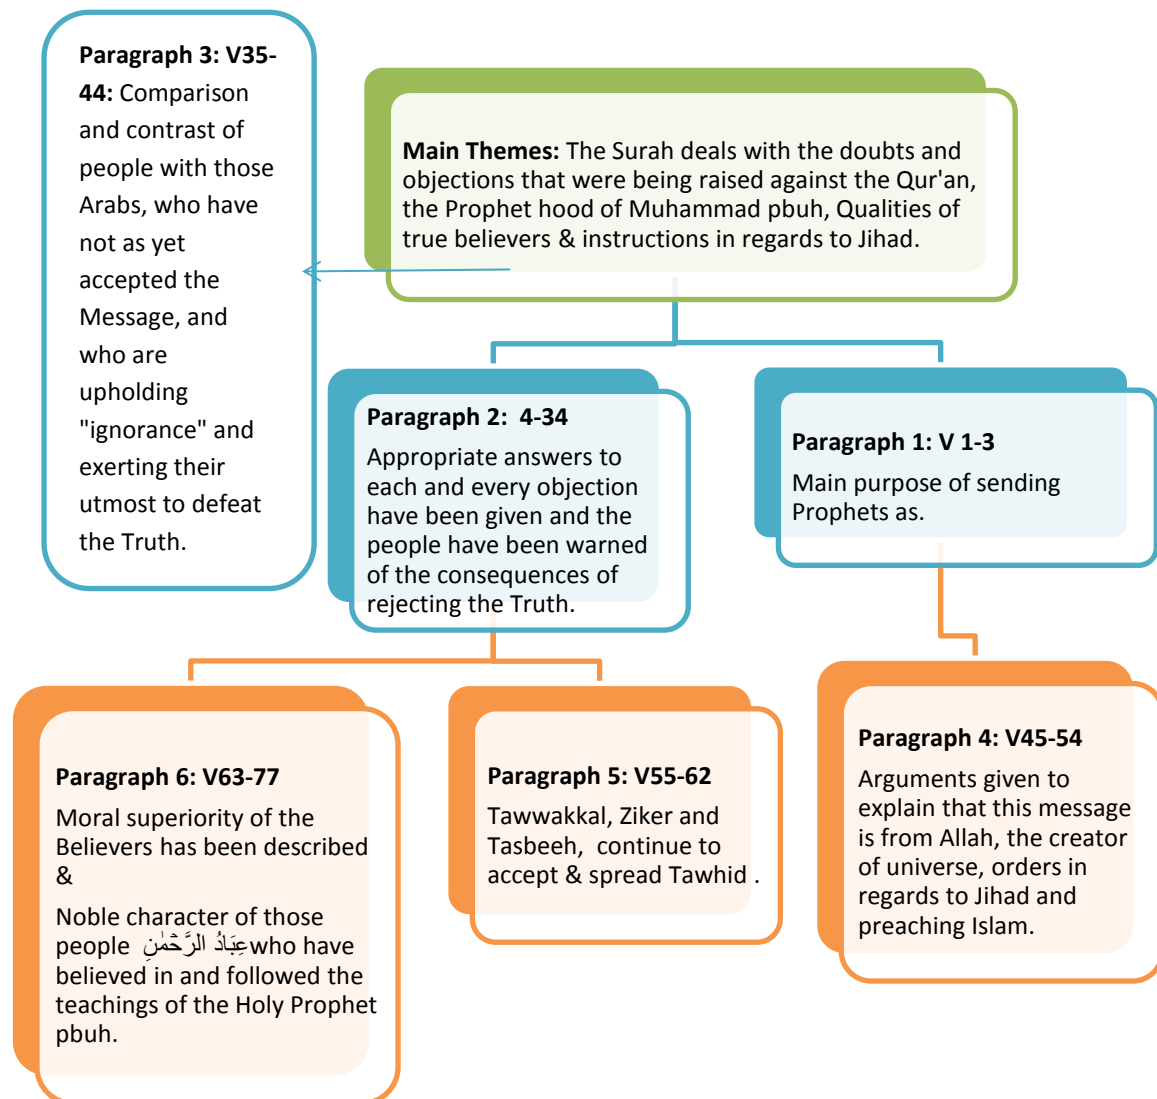 Paragraph 3: V35-
44: Comparison
and contrast of
people with those
Arabs, who have
not as yet
accepted the
Message, and
who are
upholding
"ignorance" and
exerting their
utmost to defeat
the Truth.
Main Themes: The Surah deals with the doubts and
objections that were being raised against the Qur'an,
the Prophet hood of Muhammad pbuh, Qualities of
true believers & instructions in regards to Jihad.
Paragraph 2:  4-34
Appropriate answers to
each and every objection
have been given and the
people have been warned
of the consequences of
rejecting the Truth.
Paragraph 1: V 1-3
Main purpose of sending
Prophets as.
Paragraph 6: V63-77
Moral superiority of the
Believers has been described
&
Noble character of those
people عِبَادُ الرَّحْمٰنِ who have
believed in and followed the
teachings of the Holy Prophet
pbuh.
Paragraph 5: V55-62
Tawwakkal, Ziker and
Tasbeeh,  continue to
accept & spread Tawhid .
Paragraph 4: V45-54
Arguments given to
explain that this message
is from Allah, the creator
of universe, orders in
regards to Jihad and
preaching Islam.